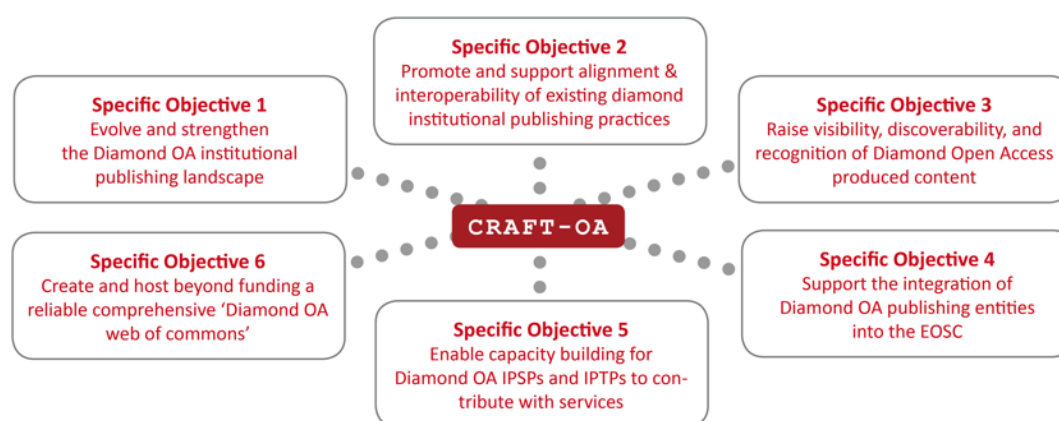 Specific Objective 1
Evolve and strengthen
the Diamond OA institutional
publishing landscape
Specific Objective 2
Promote and support alignment &
interoperability of existing diamond
institutional publishing practices
Specific Objective 3
Raise visibility, discoverability, and
recognition of Diamond Open Access
produced content
CRAFT-OA
Specific Objective 6
Create and host beyond funding a
reliable comprehensive ‘Diamond OA
web of commons’
Specific Objective 5
Enable capacity building for
Diamond OA IPSPs and IPTPs to con-
tribute with services
Specific Objective 4
Support the integration of
Diamond OA publishing entities
into the EOSC